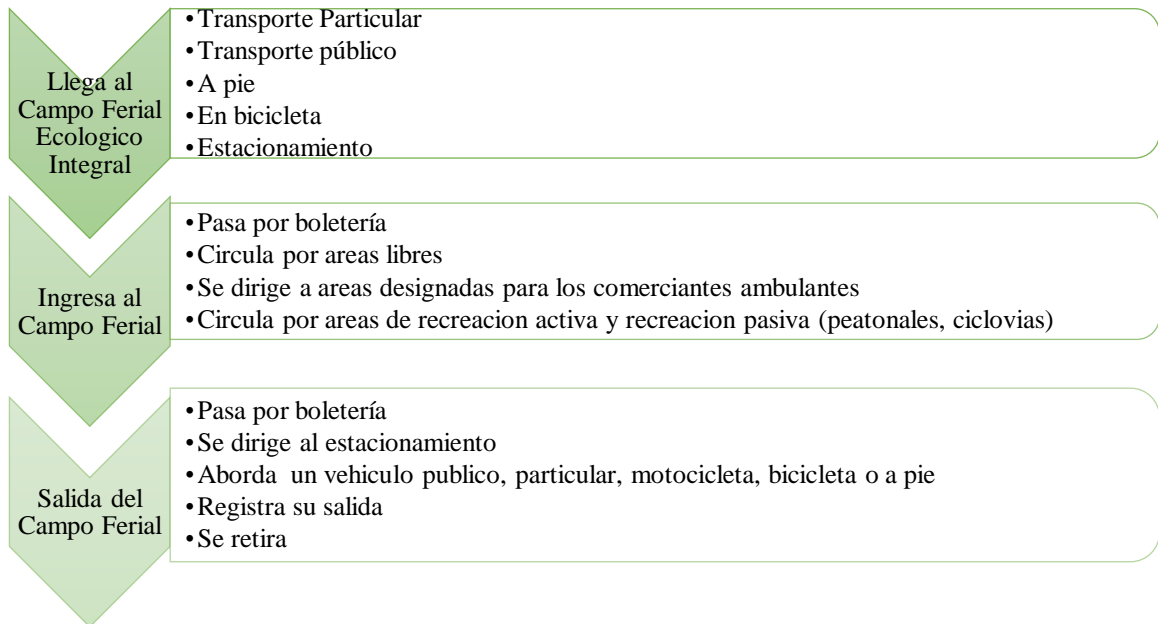 Llega al
Campo Ferial
Ecologico
Integral
•Transporte Particular
•Transporte público
•A pie
•En bicicleta
•Estacionamiento
Ingresa al
Campo Ferial
•Pasa por boletería
•Circula por areas libres
•Se dirige a areas designadas para los comerciantes ambulantes
•Circula por areas de recreacion activa y recreacion pasiva (peatonales, ciclovias)
Salida del
Campo Ferial
•Pasa por boletería
•Se dirige al estacionamiento
•Aborda un vehiculo publico, particular, motocicleta, bicicleta o a pie
•Registra su salida
•Se retira